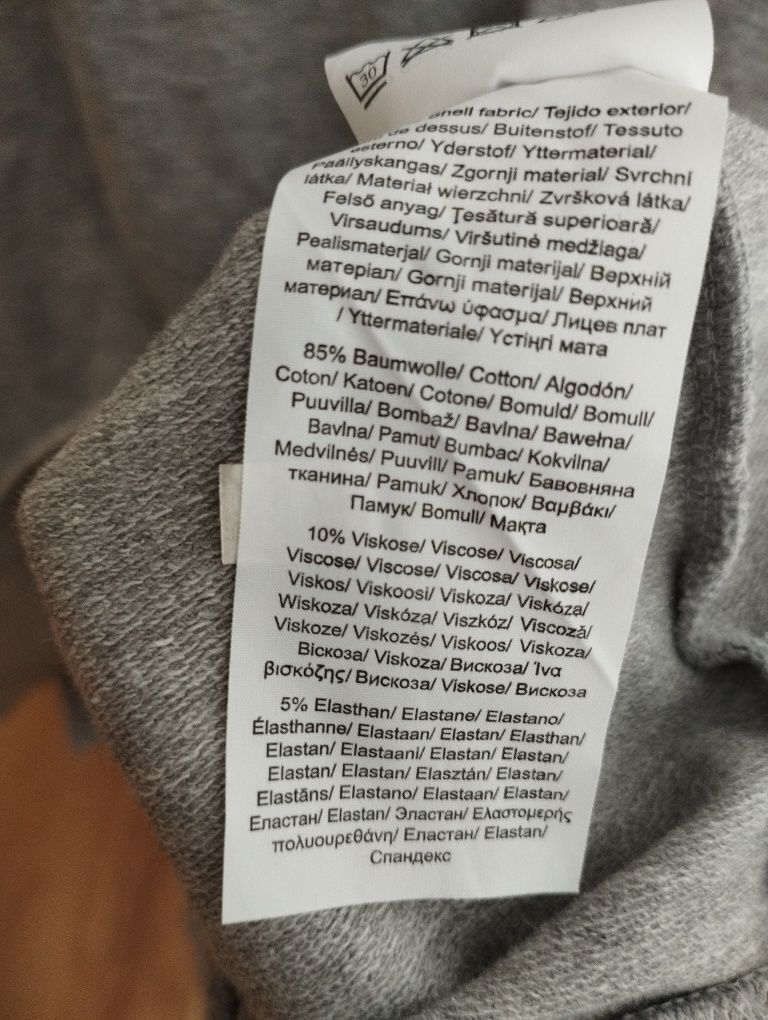 30
shell fabric/ Tejido exterior/
de dessus/ Buitenstof/ Tessuto
esterno/ Yderstof/ Yttermaterial/
Päällyskangas/ Zgornji material/ Svrchní
látka/ Materiał wierzchni/ Zvršková látka/
Felső anyag/ Ţesătură superioară/
Virsaudums/ Viršutinė medžiaga/
Pealismaterjal/ Gornji materijal/ Верхній
матеріал/ Gornji materijal/ Верхний
материал/ Επάνω ύφασμα/ Лицев плат
/ Yttermateriale/ Үстіңгі мата
85% Baumwolle/ Cotton/ Algodón/
Coton/ Katoen/ Cotone/ Bomuld/ Bomull/
Puuvilla/ Bombaž/ Bavlna/ Bawełna/
Bavlna/ Pamut/ Bumbac/ Kokvilna/
Medvilnės/ Puuvill/ Pamuk/ Бавовняна
тканина/ Pamuk/ Хлопок/ Βαμβάκι/
Памук/ Bomull/ Мақта
10% Viskose/ Viscose/ Viscosa/
Viscose/ Viscose/ Viscosa/ Viskose/
Viskos/ Viskoosi/ Viskoza/ Viskóza/
Wiskoza/ Viskóza/ Viszkóz/ Viscoză/
Viskoze/ Viskozės/ Viskoos/ Viskoza/
Віскоза/ Viskoza/ Вискоза/ Ίνα
βισκόζης/ Вискоза/ Viskose/ Вискоза
5% Elasthan/ Elastane/ Elastano/
Élasthanne/ Elastaan/ Elastan/ Elasthan/
Elastan/ Elastaani/ Elastan/ Elastan/
Elastan/ Elastan/ Elasztán/ Elastan/
Elastāns/ Elastano/ Elastaan/ Elastan/
Еластан/ Elastan/ Эластан/ Ελαστομερής
πολυουρεθάνη/ Еластан/ Elastan/
Спандекс